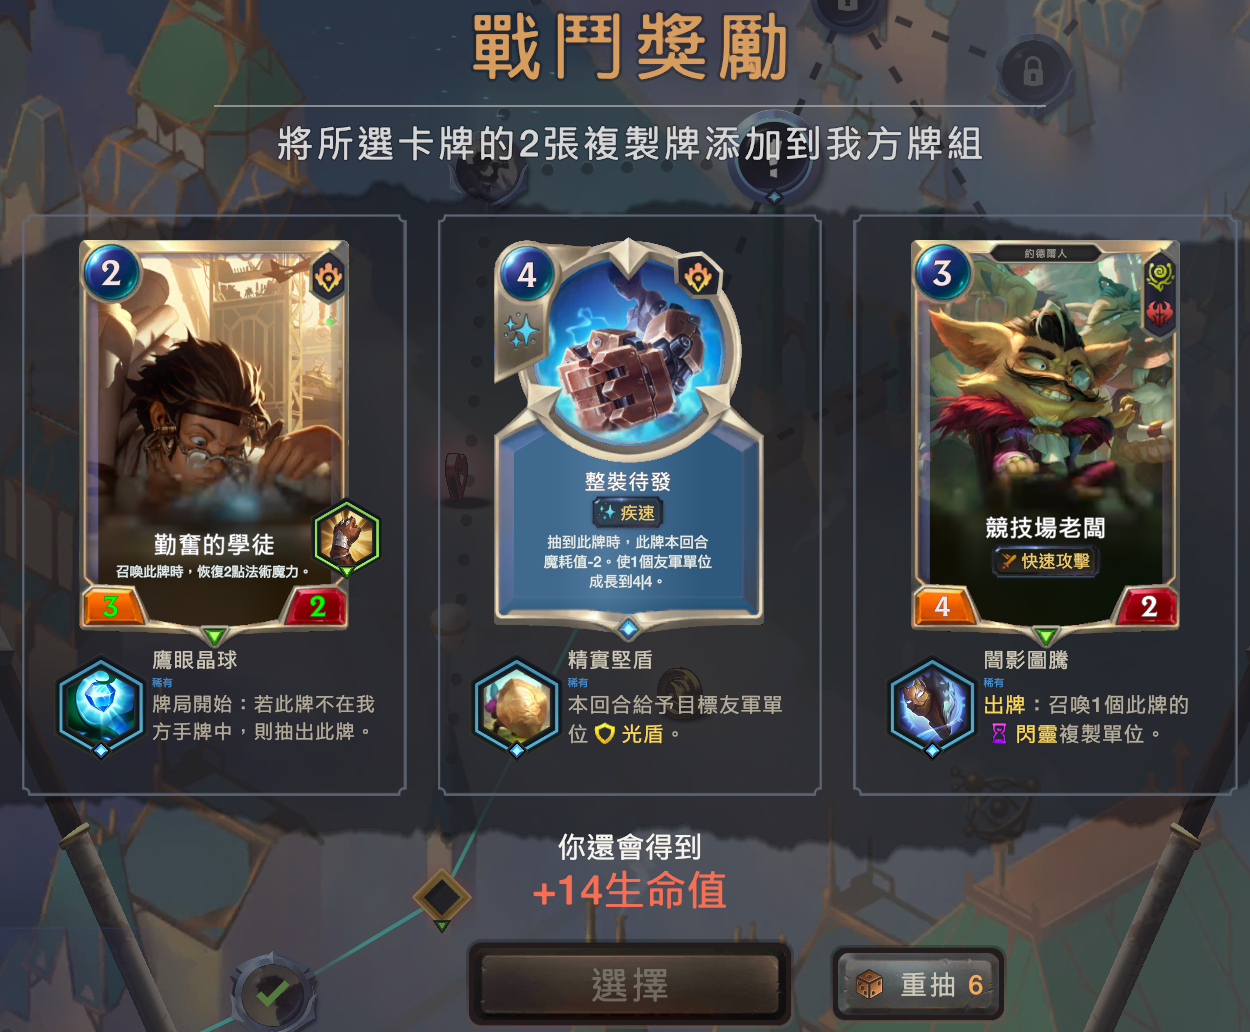 戰鬥獎勵
將所選卡牌的2張複製牌添加到我方牌組
2
勤奮的學徒
召喚此牌時，恢復2點法術魔力。
3
2
鷹眼晶球
稀有
牌局開始：若此牌不在我
方手牌中，則抽出此牌。
4
整裝待發
疾速
抽到此牌時，此牌本回合
魔耗值-2。使1個友軍單位
成長到4|4。
精實堅盾
稀有
本回合給予目標友軍單
位 光盾。
3
約德爾人
競技場老闆
快速攻擊
4
2
闇影圖騰
稀有
出牌：召喚1個此牌的
閃靈複製單位。
你還會得到
+14生命值
選擇
重抽 6